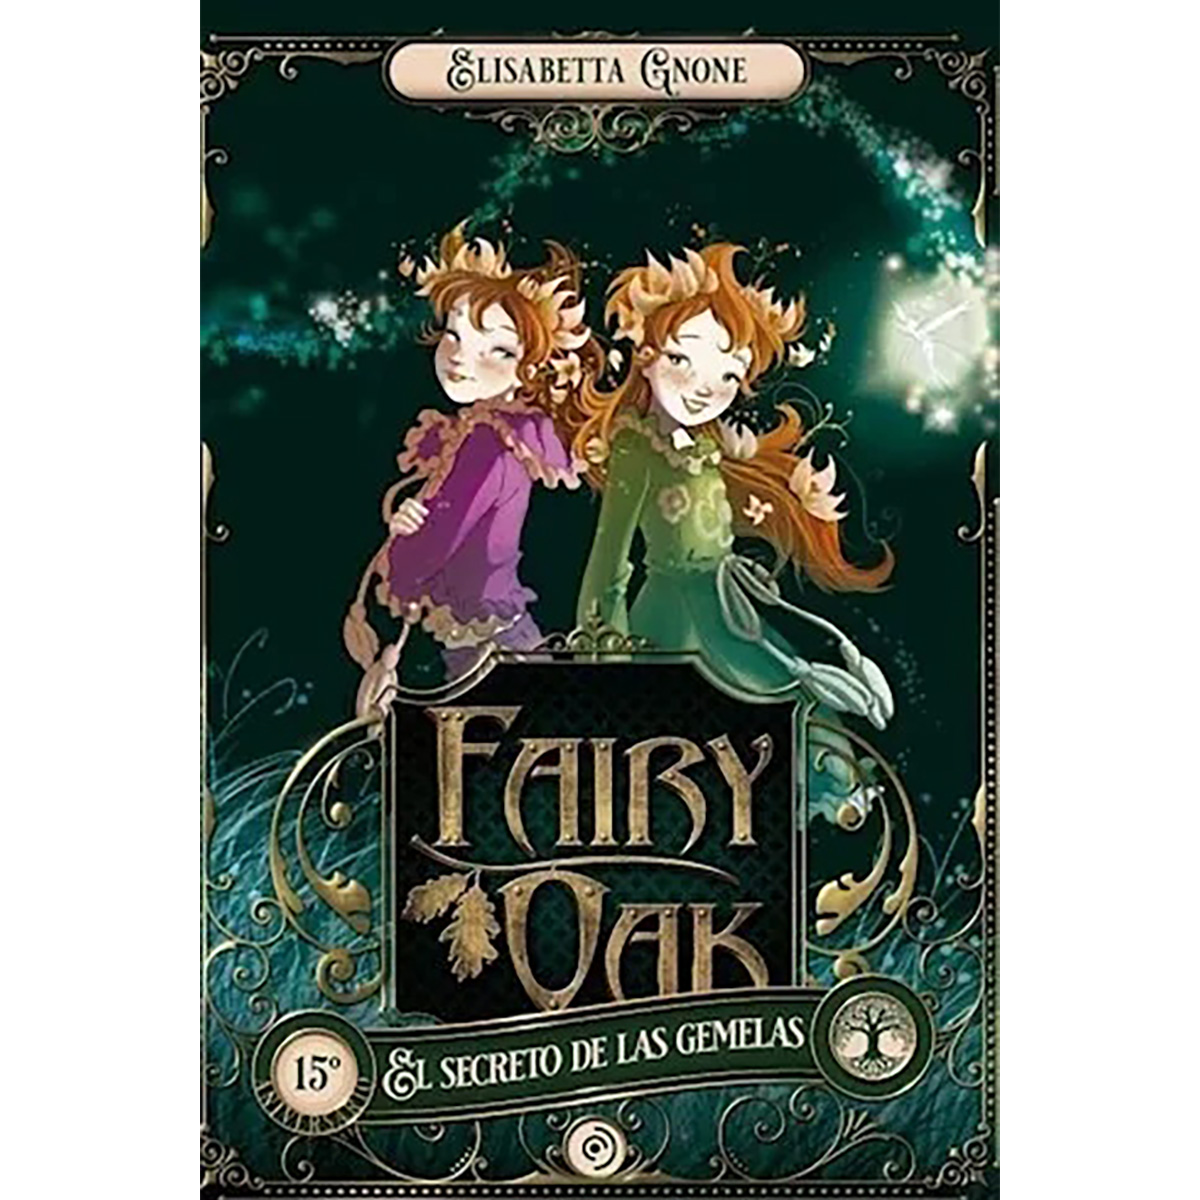 ELISABETTA GNONE
FAIRY
OAK
EL SECRETO DE LAS GEMELAS
15º
ANIVERSARIO